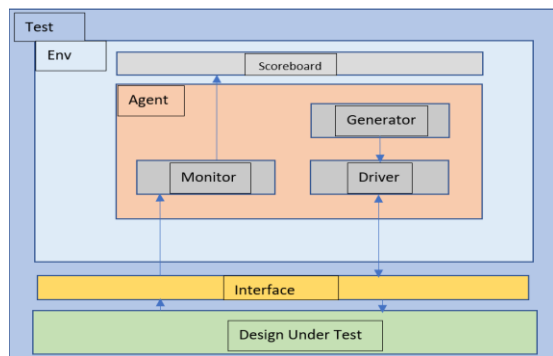 Test
Env
Scoreboard
Agent
Generator
Monitor
Driver
Interface
Design Under Test